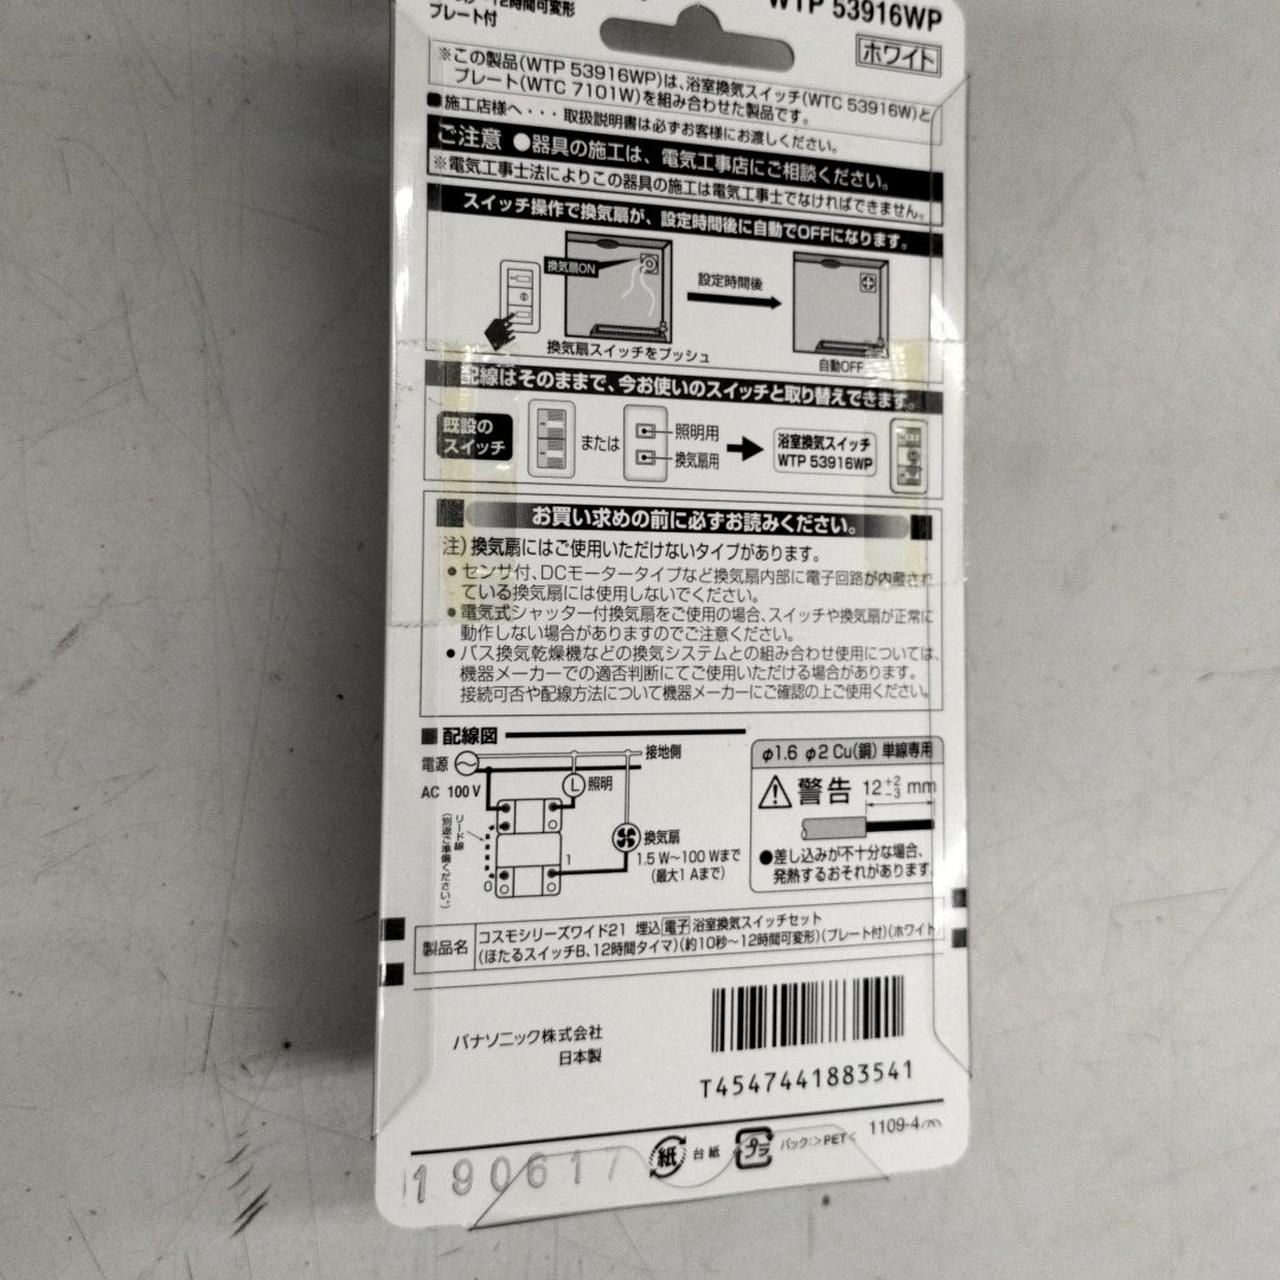 12時間可変形
プレート付
WTP 53916WP
ホワイト
※この製品(WTP 53916WP)は、浴室換気スイッチ(WTC 53916W)と
プレート(WTC 7101W)を組み合わせた製品です。
■施工店様へ・・・取扱説明書は必ずお客様にお渡しください。
ご注意 ●器具の施工は、電気工事店にご相談ください。
※電気工事士法によりこの器具の施工は電気工事士でなければできません。
スイッチ操作で換気扇が、設定時間後に自動でOFFになります。
換気扇ON
設定時間後
換気扇スイッチをプッシュ
自動OFF
配線はそのままで、今お使いのスイッチと取り替えできます。
既設の
スイッチ
または
照明用
換気扇用
浴室換気スイッチ
WTP 53916WP
お買い求めの前に必ずお読みください。
注)換気扇にはご使用いただけないタイプがあります。
●センサ付、DCモータータイプなど換気扇内部に電子回路が内蔵され
ている換気扇には使用しないでください。
●電気式シャッター付換気扇をご使用の場合、スイッチや換気扇が正常に
動作しない場合がありますのでご注意ください。
●バス換気乾燥機などの換気システムとの組み合わせ使用については、
機器メーカーでの適否判断にてご使用いただける場合があります。
接続可否や配線方法について機器メーカーにご確認の上ご使用ください。
■配線図
電源
AC 100V
接地側
L 照明
リード線
(別途ご準備ください。)
換気扇
1.5W～100Wまで
(最大1Aまで)
0
1
φ1.6 φ2 Cu(銅)単線専用
警告 12+2-3mm
●差し込みが不十分な場合、
発熱するおそれがあります。
製品名
コスモシリーズワイド21 埋込電子浴室換気スイッチセット
(ほたるスイッチB、12時間タイマ)(約10秒～12時間可変形)(プレート付)(ホワイト)
パナソニック株式会社
日本製
T4547441883541
紙 台紙
プラ パック:>PET<
1109-4
190617